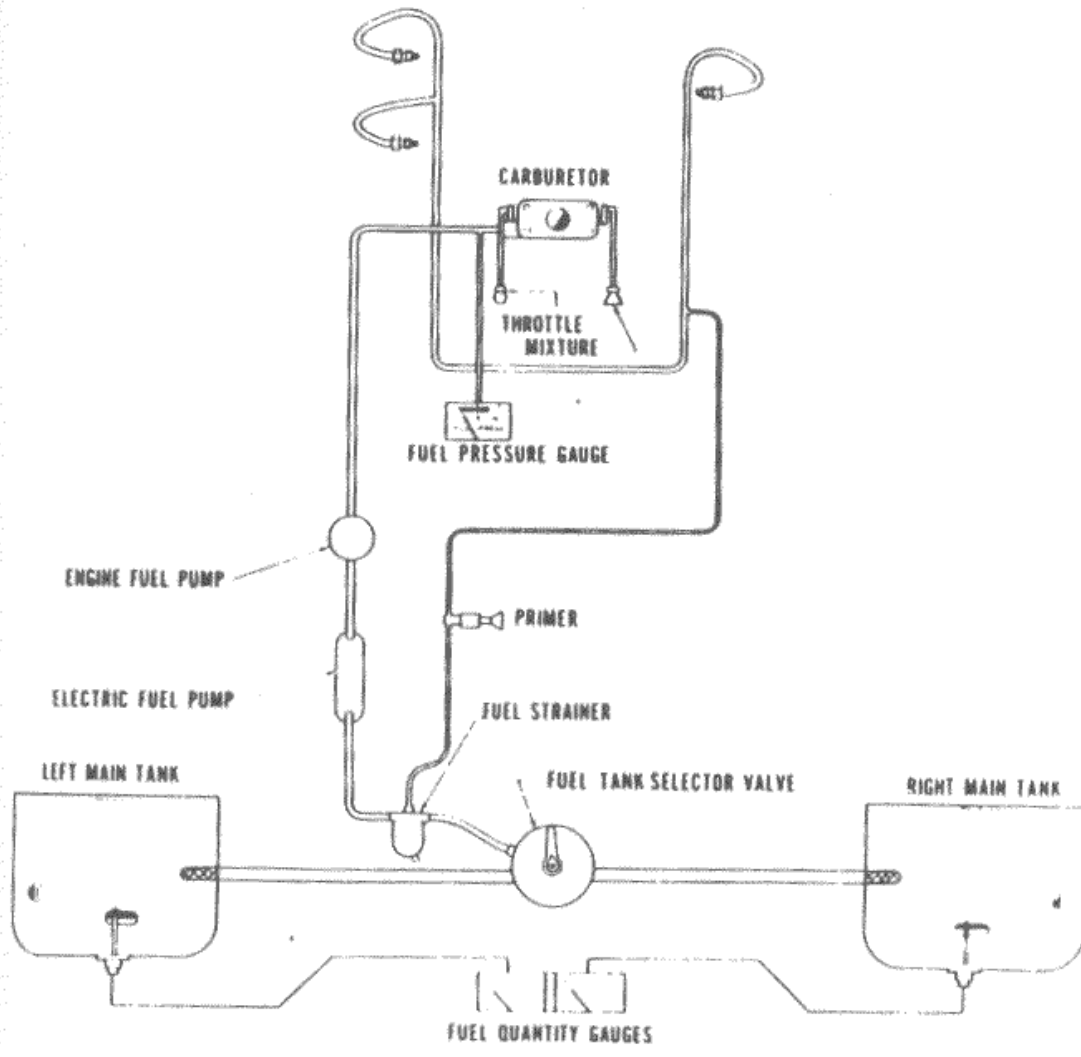 CARBURETOR
THROTTLE
MIXTURE
FUEL PRESSURE GAUGE
ENGINE FUEL PUMP
PRIMER
ELECTRIC FUEL PUMP
FUEL STRAINER
LEFT MAIN TANK
FUEL TANK SELECTOR VALVE
RIGHT MAIN TANK
FUEL QUANTITY GAUGES